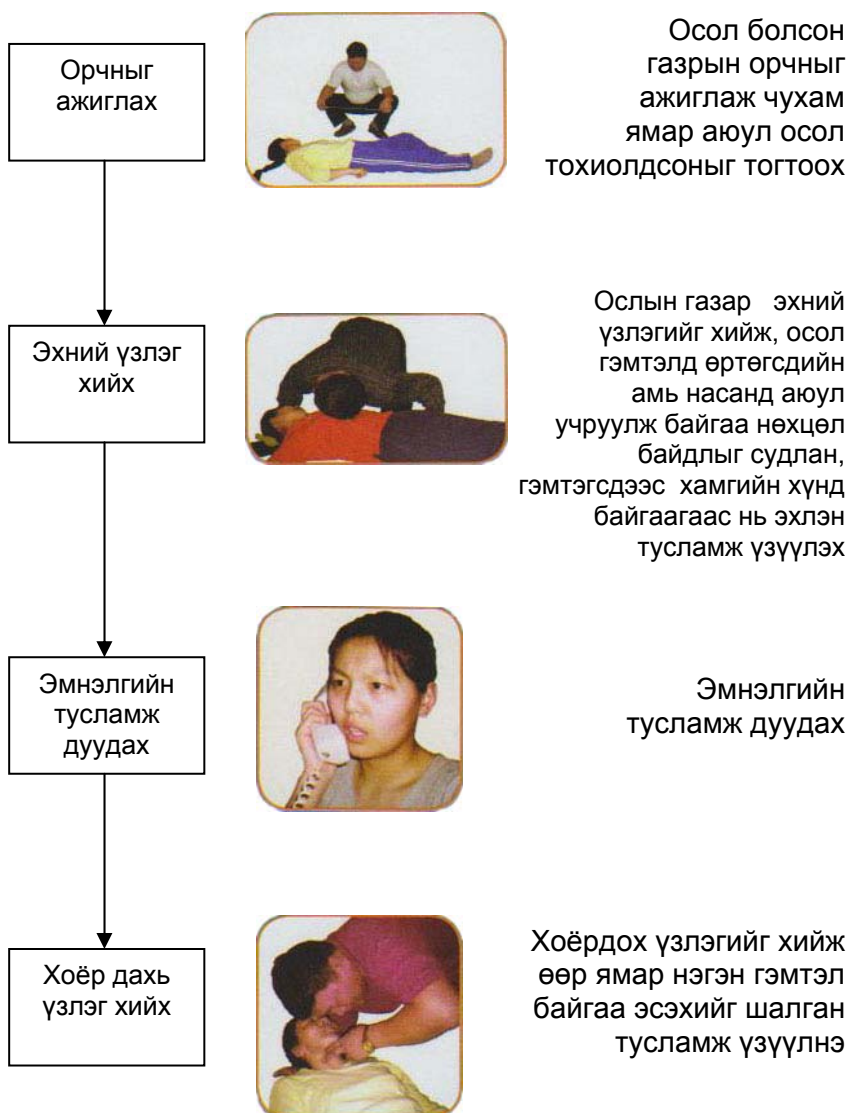 Орчныг
ажиглах
Осол болсон
газрын орчныг
ажиглаж чухам
ямар аюул осол
тохиолдсоныг тогтоох
Эхний үзлэг
хийх
Ослын газар эхний
үзлэгийг хийж, осол
гэмтэлд өртөгсдийн
амь насанд аюул
учруулж байгаа нөхцөл
байдлыг судлан,
гэмтэгсдээс хамгийн хүнд
байгаагаас нь эхлэн
тусламж үзүүлэх
Эмнэлгийн
тусламж
дуудах
Эмнэлгийн
тусламж дуудах
Хоёр дахь
үзлэг хийх
Хоёрдох үзлэгийг хийж
өөр ямар нэгэн гэмтэл
байгаа эсэхийг шалган
тусламж үзүүлнэ